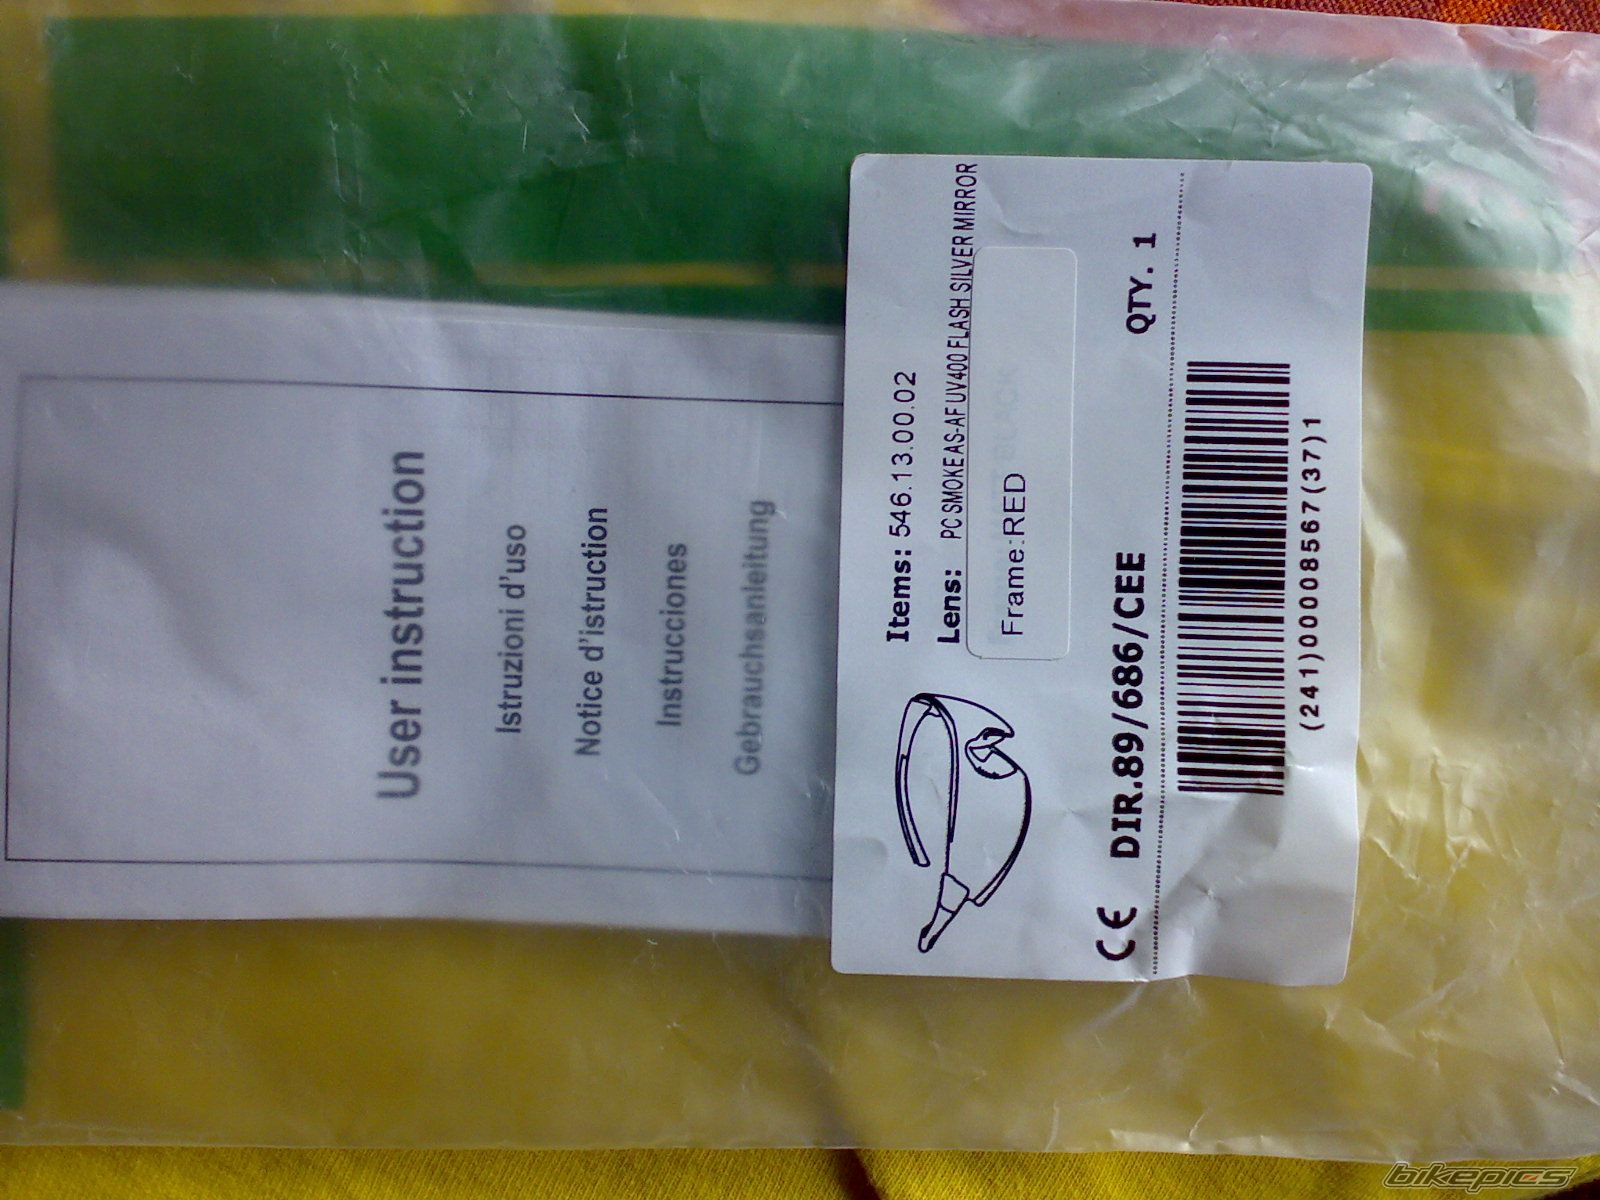 User instruction
Istruzioni d'uso
Notice d'istruction
Instrucciones
Gebrauchsanleitung
Items: 546.13.00.02
Lens: PC SMOKE AS-AF UV400 FLASH SILVER MIRROR
Frame:RED
BLACK
CE DIR.89/686/CEE QTY. 1
(241)00008567(37)1
bikepics